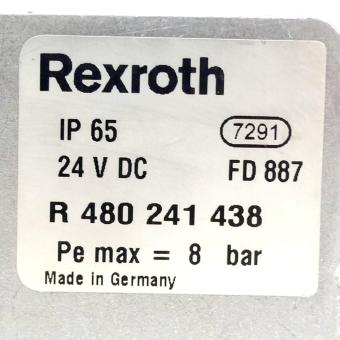 Rexroth
IP 65 7291
24 V DC FD 887
R 480 241 438
Pe max = 8 bar
Made in Germany